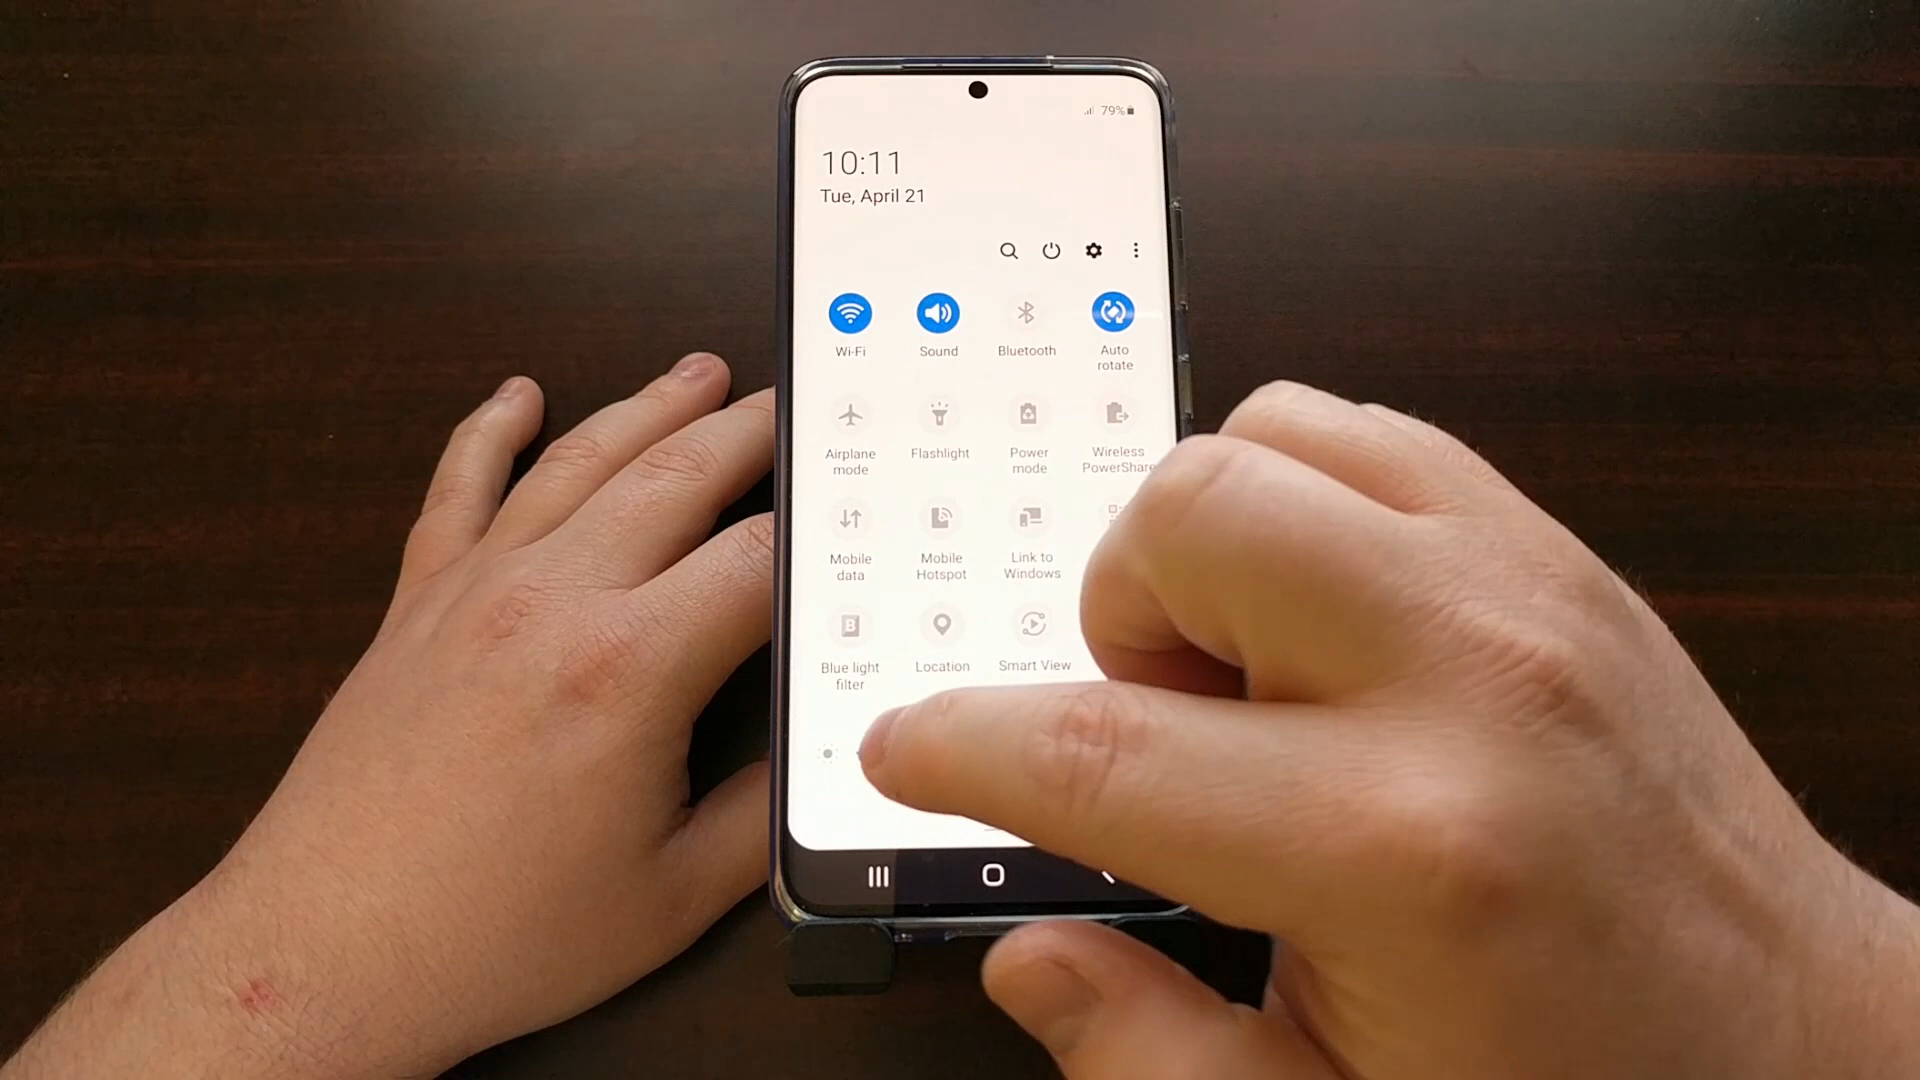 79%
10:11
Tue, April 21
Wi-Fi
Sound
Bluetooth
Auto
rotate
Airplane
mode
Flashlight
Power
mode
Wireless
PowerShare
Mobile
data
Mobile
Hotspot
Link to
Windows
B
Blue light
filter
Location
Smart View